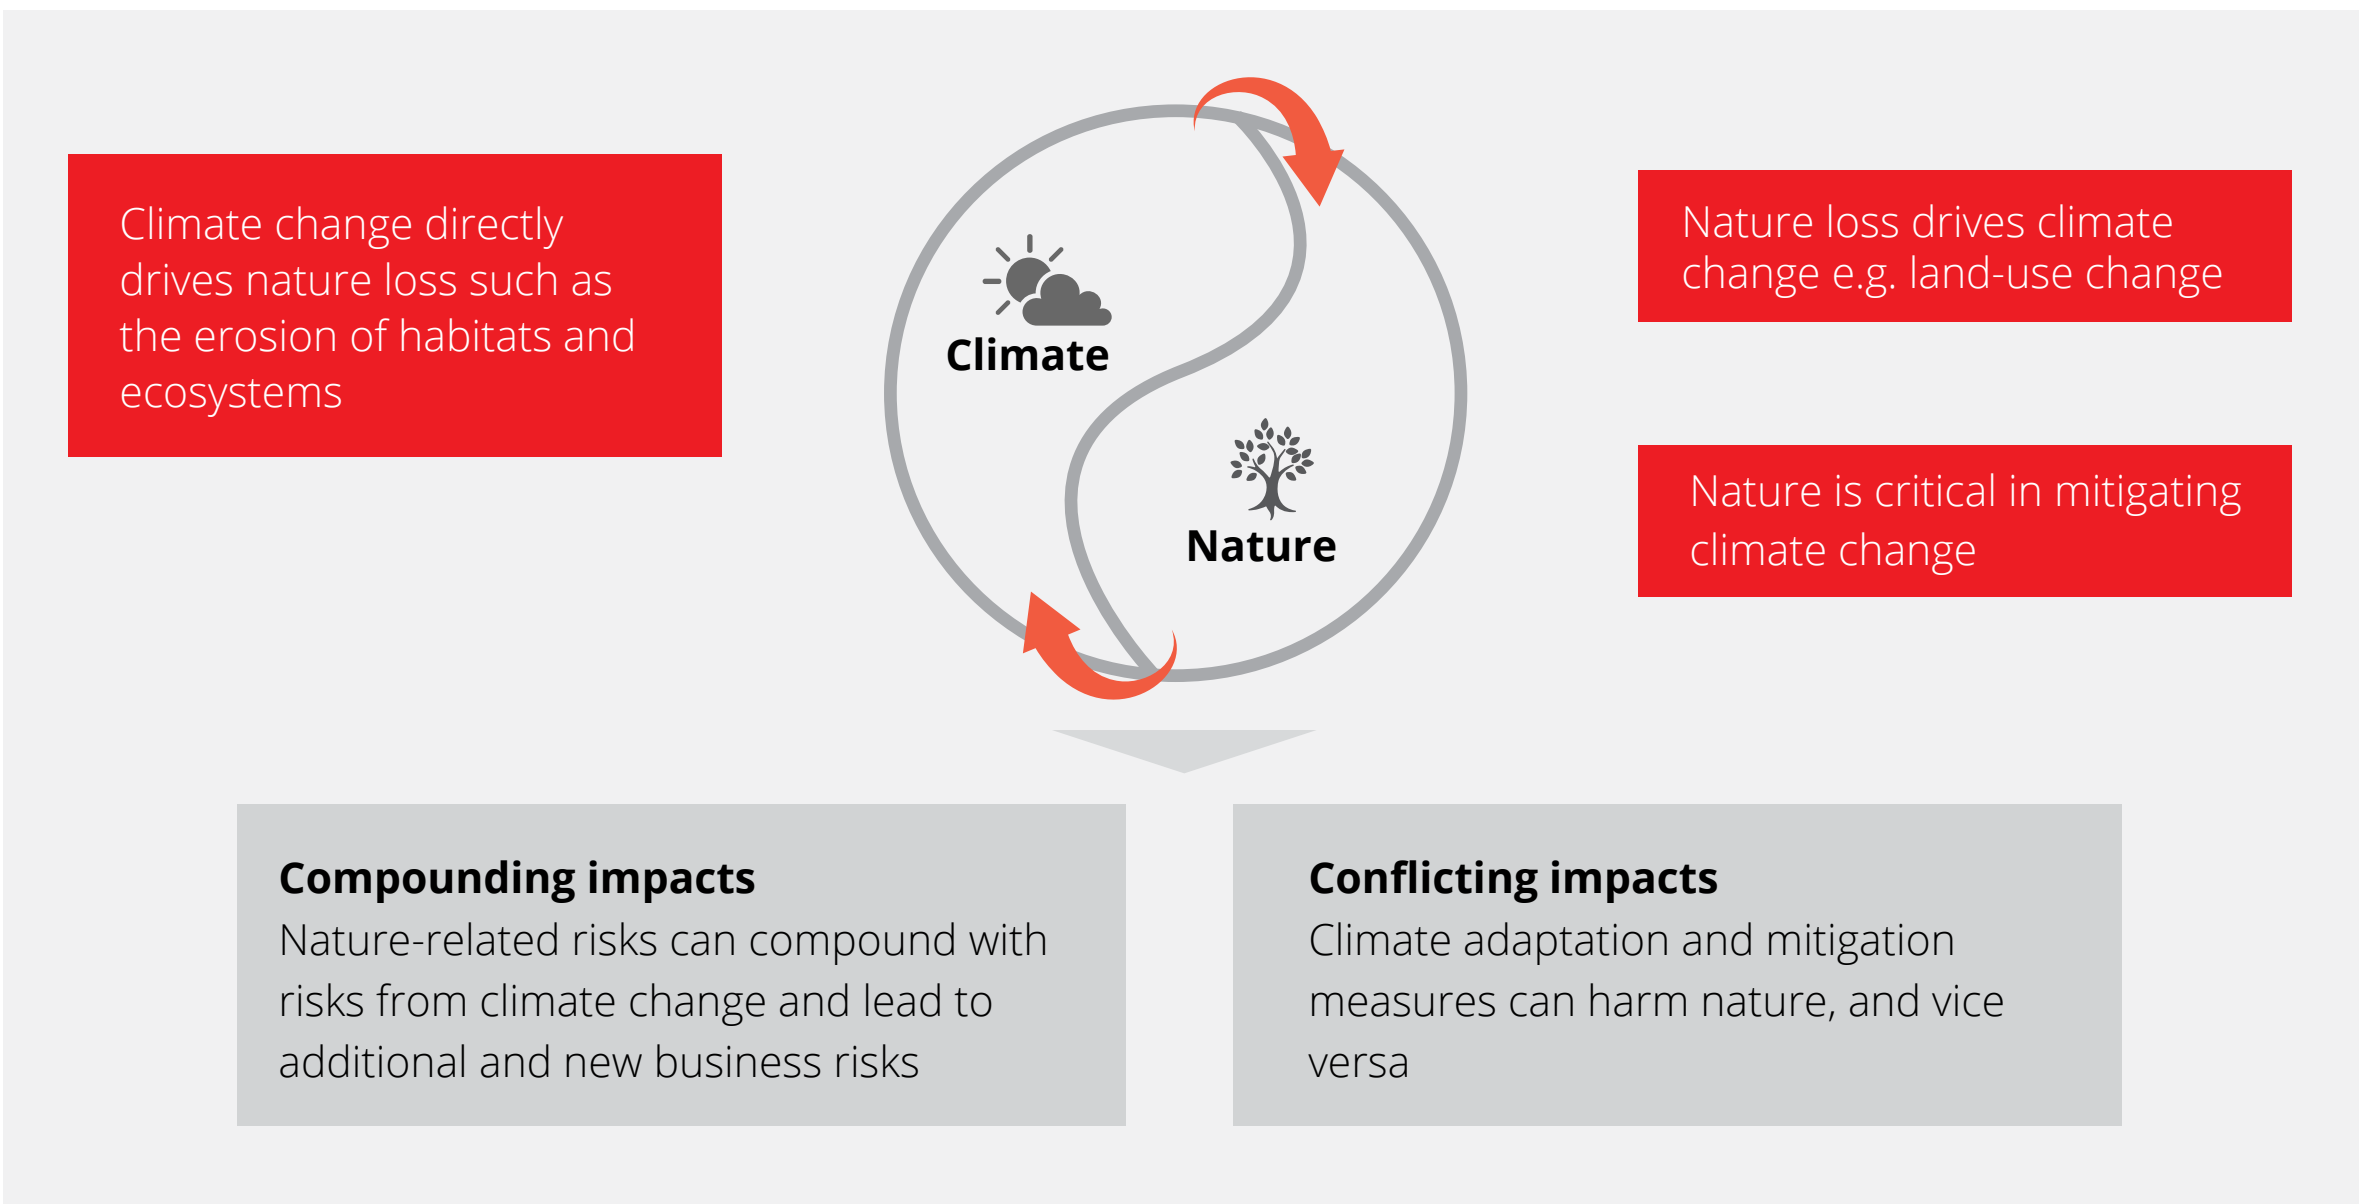 Climate change directly
drives nature loss such as
the erosion of habitats and
ecosystems
Climate
Nature
Nature loss drives climate
change e.g. land-use change
Nature is critical in mitigating
climate change
Compounding impacts
Nature-related risks can compound with
risks from climate change and lead to
additional and new business risks
Conflicting impacts
Climate adaptation and mitigation
measures can harm nature, and vice
versa